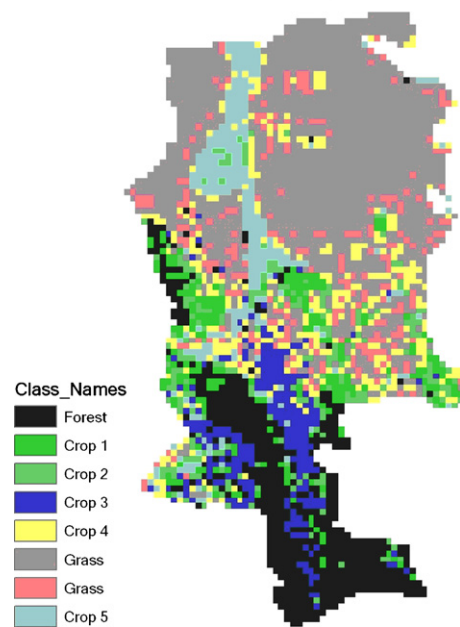 Class_Names
Forest
Crop 1
Crop 2
Crop 3
Crop 4
Grass
Grass
Crop 5